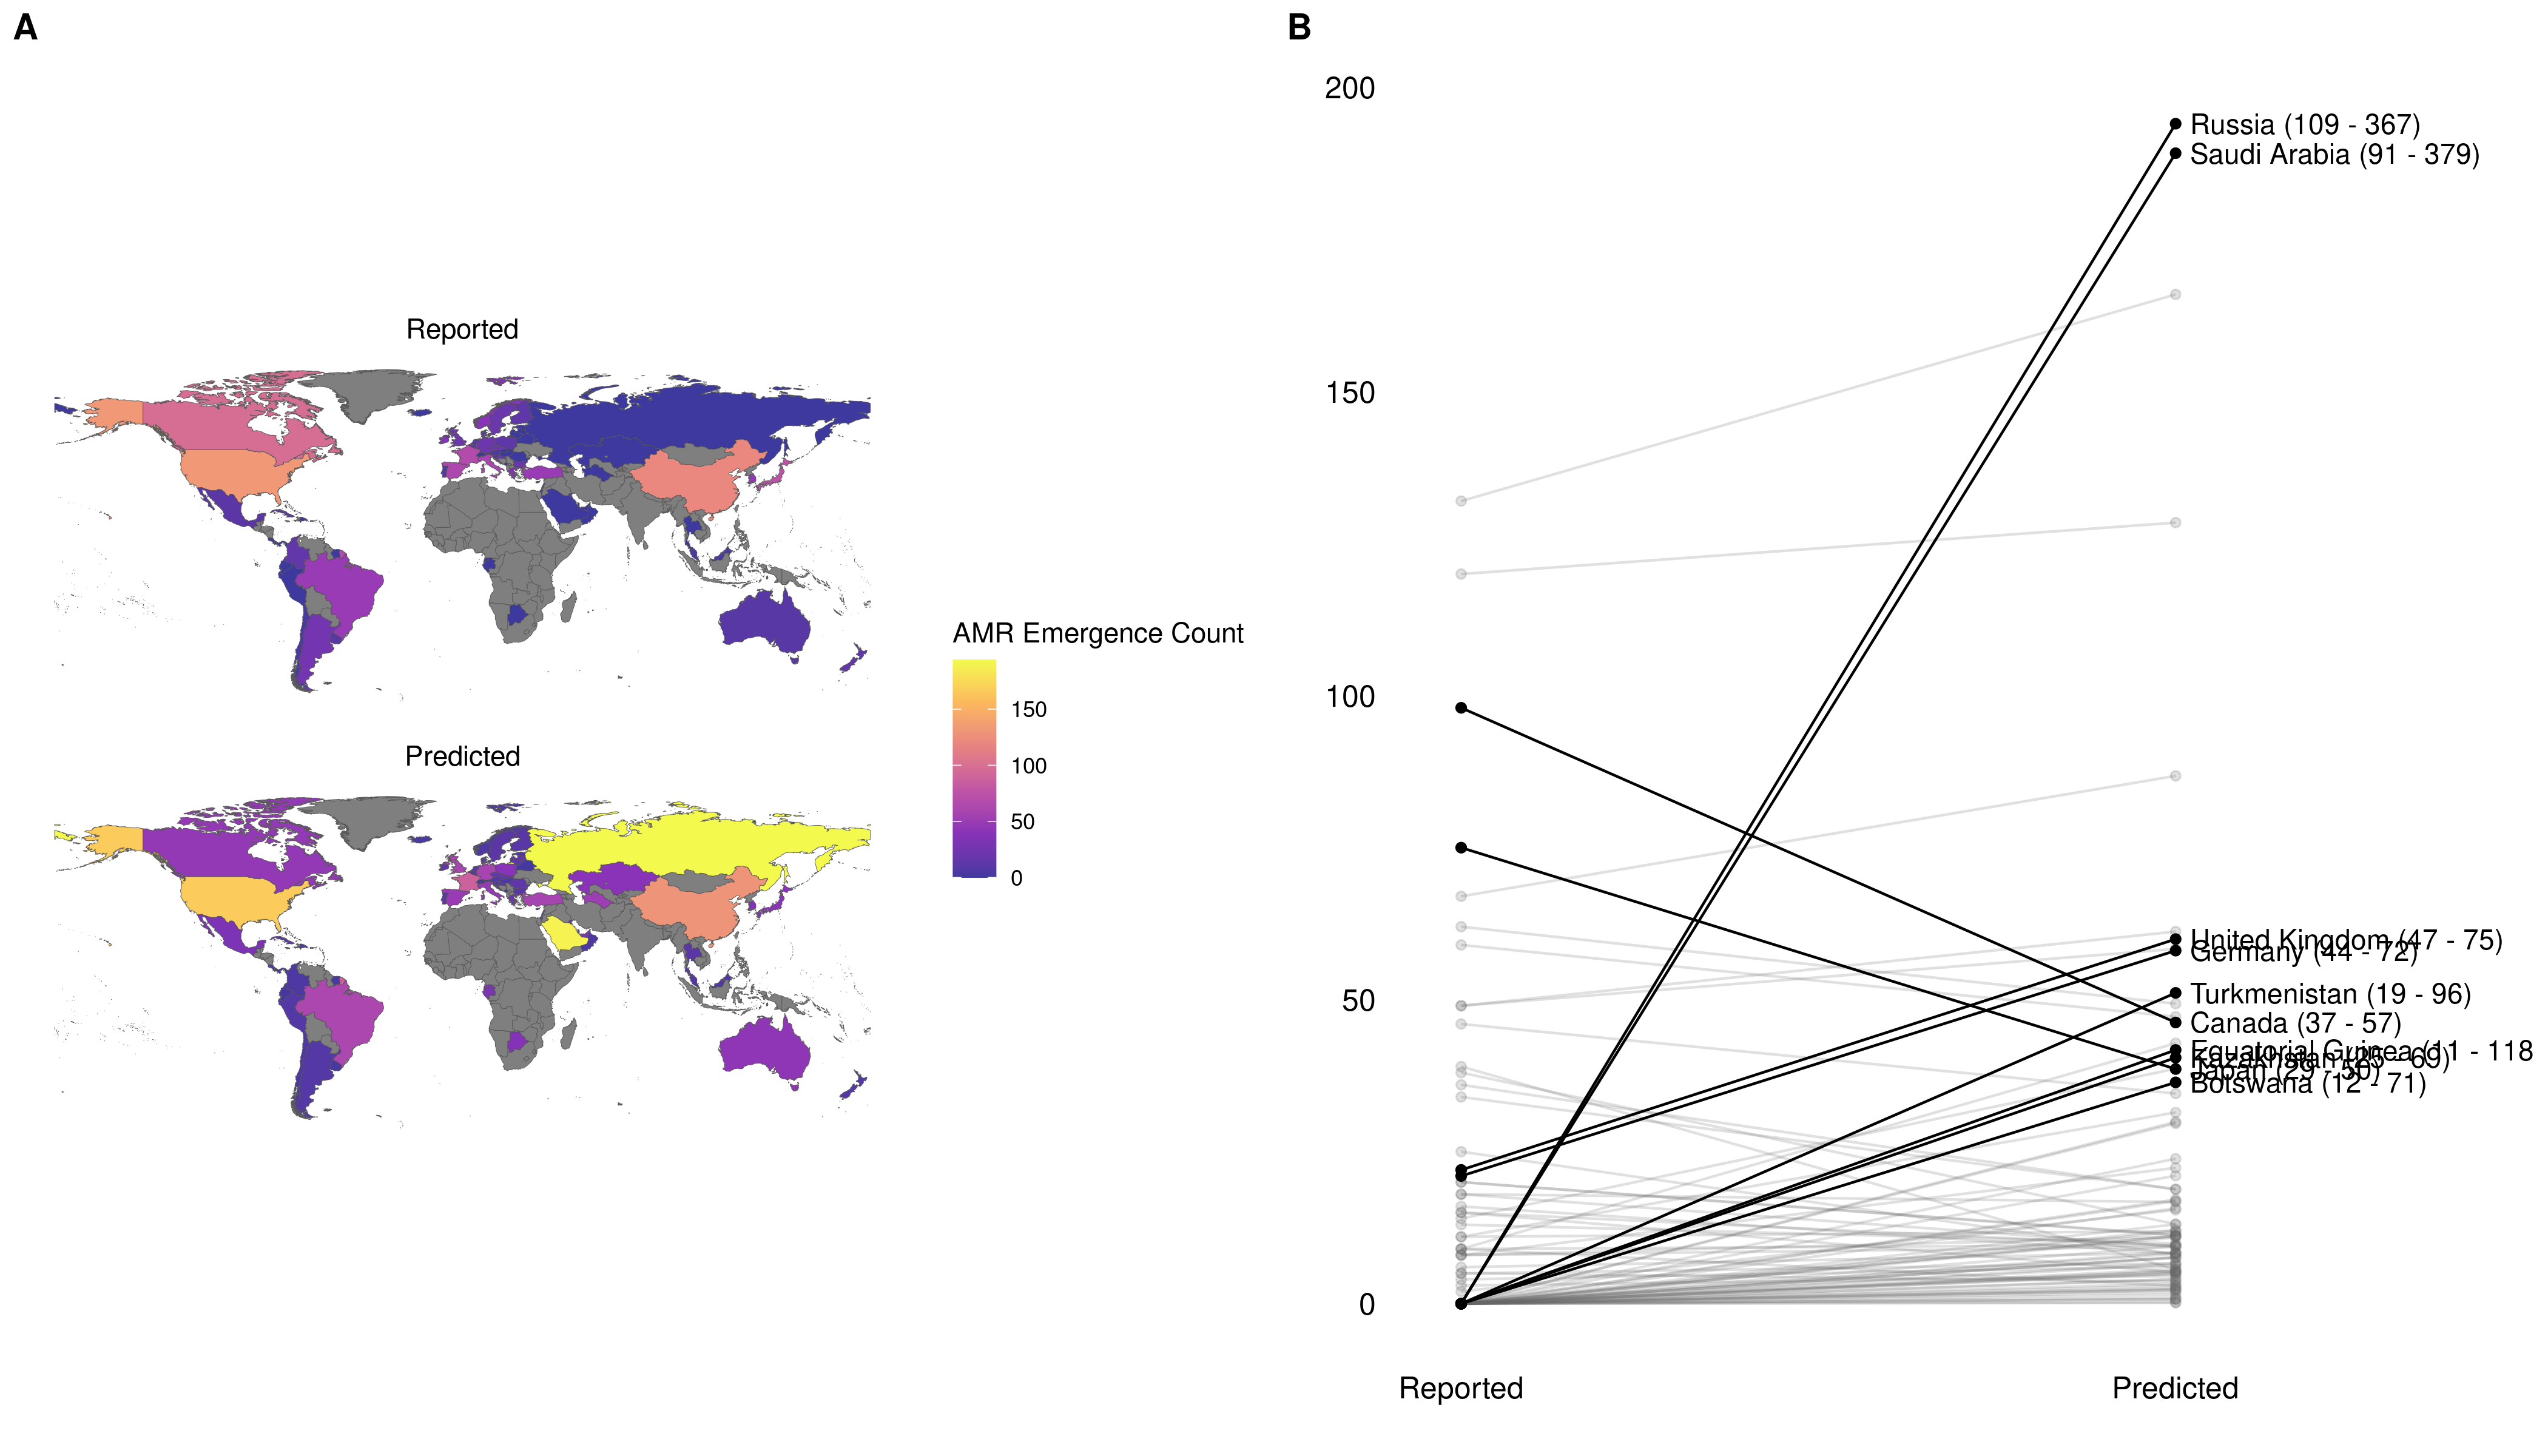 A
Reported
Predicted
AMR Emergence Count
150
100
50
0
B
200
150
100
50
0
Russia (109 - 367)
Saudi Arabia (91 - 379)
United Kingdom (47 - 75)
Germany (44 - 72)
Turkmenistan (19 - 96)
Canada (37 - 57)
Equatorial Guinea (11 - 118
Kazakhstan (25 - 60)
Japan (29 - 50)
Botswana (12 - 71)
Reported
Predicted